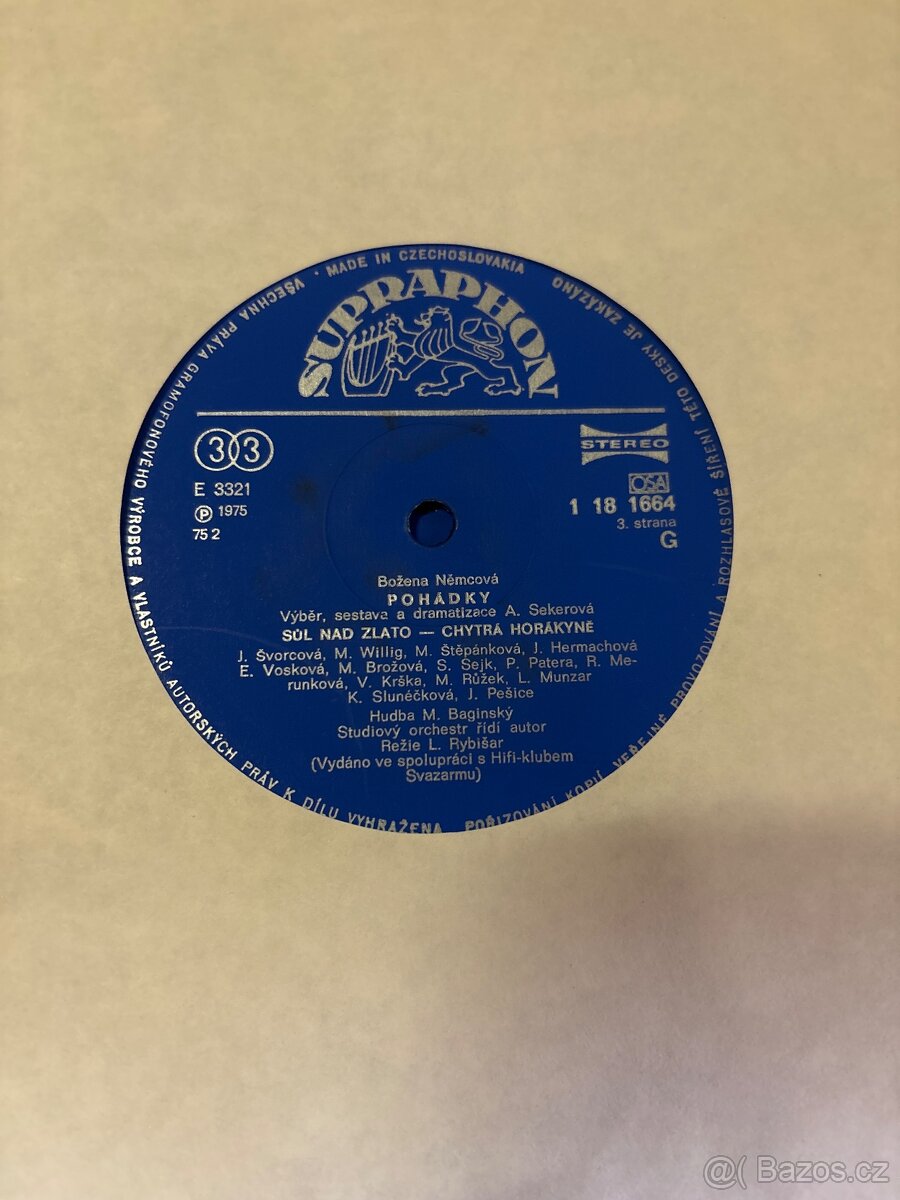 • MADE IN CZECHOSLOVAKIA
VŠECHNA PRÁVA GRAMOFONOVÉHO VÝROBCE A VLASTNÍKŮ AUTORSKÝCH PRÁV K DÍLU VYHRAŽENA POŘIZOVÁNÍ KOPIÍ VEŘEJNÉ PROVOZOVÁNÍ A ROZHLASOVÉ ŠÍŘENÍ TÉTO DESKY JE ZAKÁZÁNO
SUPRAPHON
33
STEREO
E 3321
OSA
℗ 1975
1 18 1664
75 2
3. strana
G
Božena Němcová
POHÁDKY
Výběr, sestava a dramatizace A. Sekerová
SŮL NAD ZLATO — CHYTRÁ HORÁKYNĚ
J. Švorcová, M. Willig, M. Štěpánková, J. Hermachová
E. Vosková, M. Brožová, S. Sejk, P. Patera, R. Me-
runková, V. Krška, M. Růžek, L. Munzar
K. Slunéčková, J. Pešice
Hudba M. Baginský
Studiový orchestr řídí autor
Režie L. Rybišar
(Vydáno ve spolupráci s Hifi-klubem
Svazarmu)
@( Bazos.cz